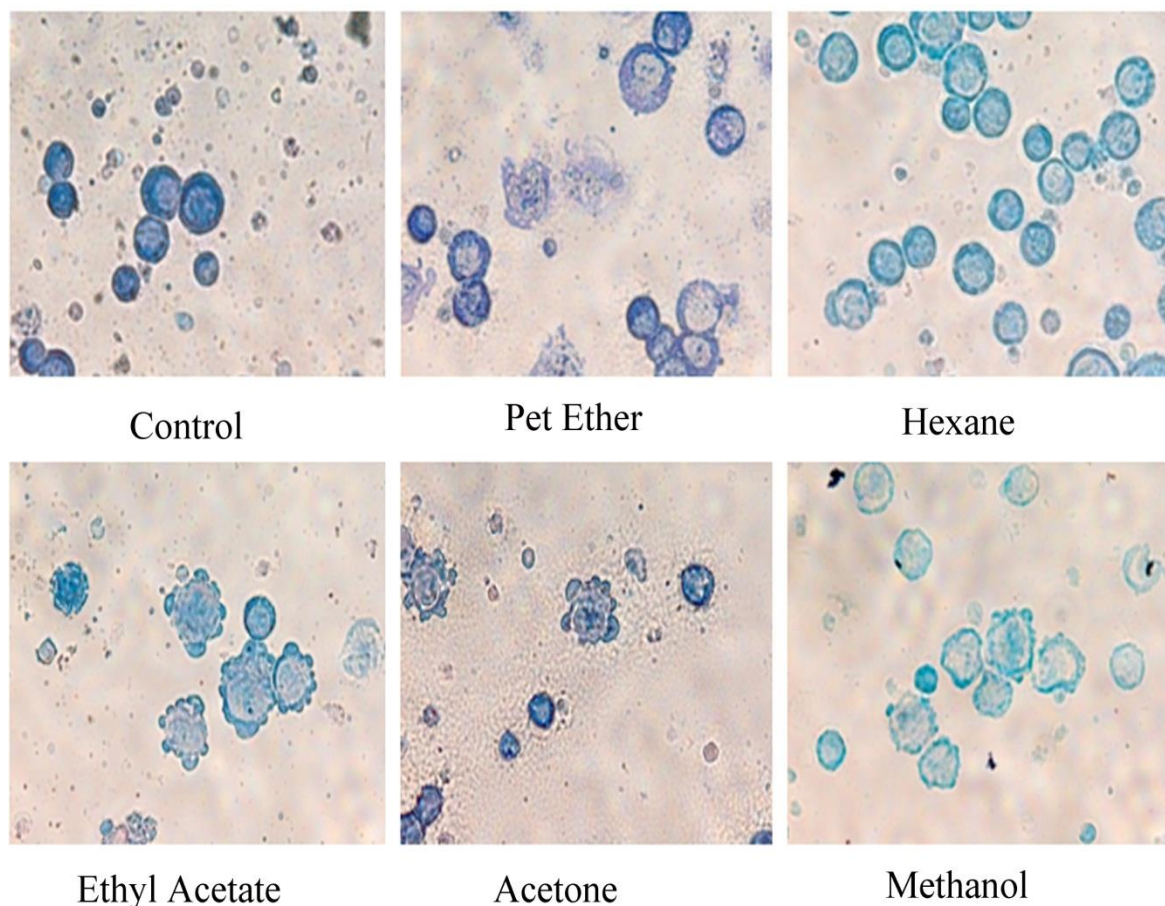 Control
Pet Ether
Hexane
Ethyl Acetate
Acetone
Methanol